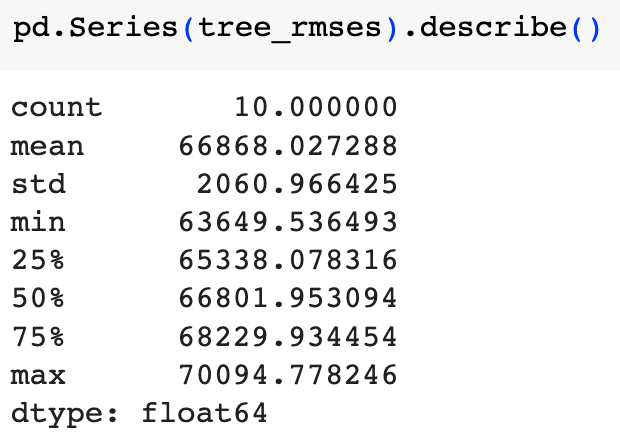 pd.Series(tree_rmses).describe()
count 10.000000
mean 66868.027288
std 2060.966425
min 63649.536493
25% 65338.078316
50% 66801.953094
75% 68229.934454
max 70094.778246
dtype: float64